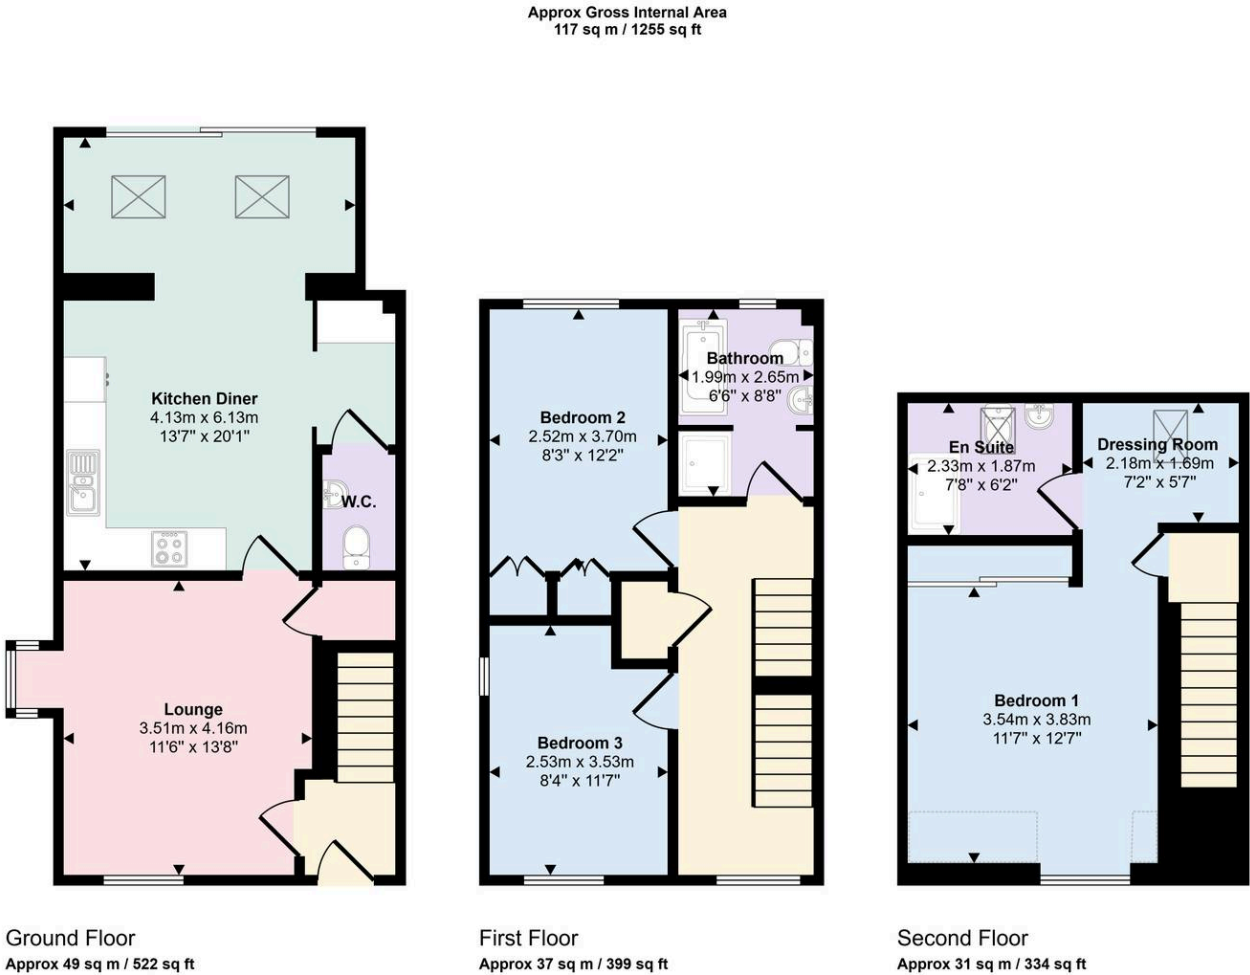 Approx Gross Internal Area
117 sq m / 1255 sq ft
Kitchen Diner
4.13m x 6.13m
13'7" x 20'1"
W.C.
Lounge
3.51m x 4.16m
11'6" x 13'8"
Ground Floor
Approx 49 sq m / 522 sq ft
Bathroom
1.99m x 2.65m
6'6" x 8'8"
Bedroom 2
2.52m x 3.70m
8'3" x 12'2"
Bedroom 3
2.53m x 3.53m
8'4" x 11'7"
First Floor
Approx 37 sq m / 399 sq ft
En Suite
2.33m x 1.87m
7'8" x 6'2"
Dressing Room
2.18m x 1.69m
7'2" x 5'7"
Bedroom 1
3.54m x 3.83m
11'7" x 12'7"
Second Floor
Approx 31 sq m / 334 sq ft